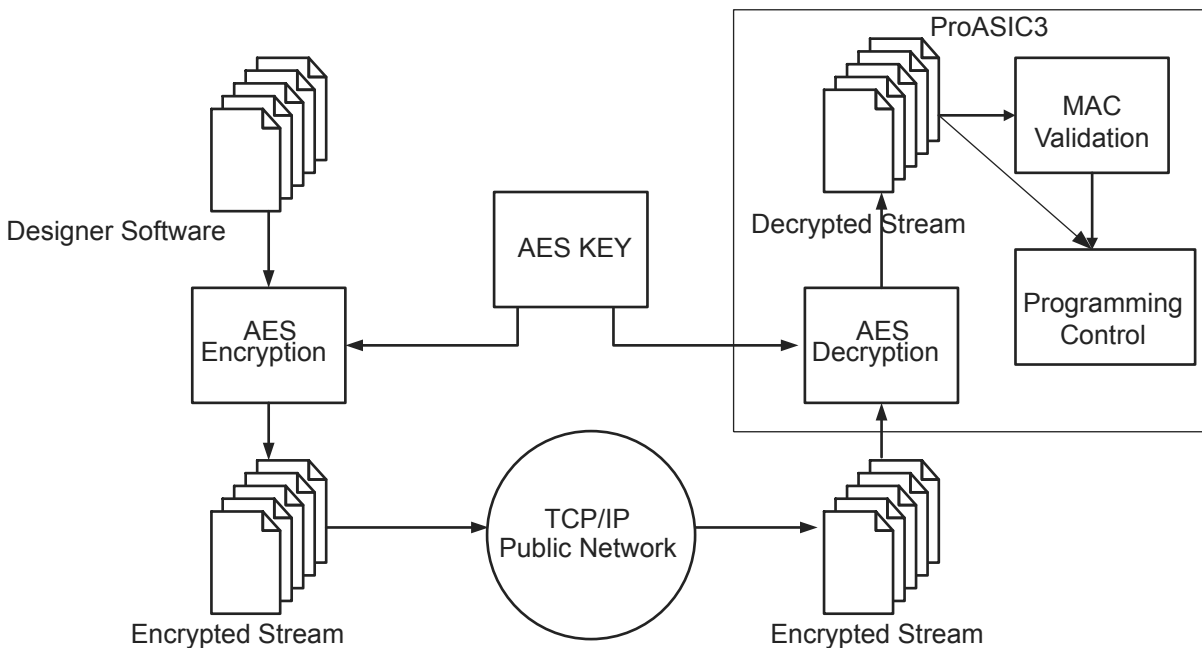 ProASIC3
MAC
Validation
Designer Software
AES KEY
Decrypted Stream
AES
Encryption
AES
Decryption
Programming
Control
TCP/IP
Public Network
Encrypted Stream
Encrypted Stream